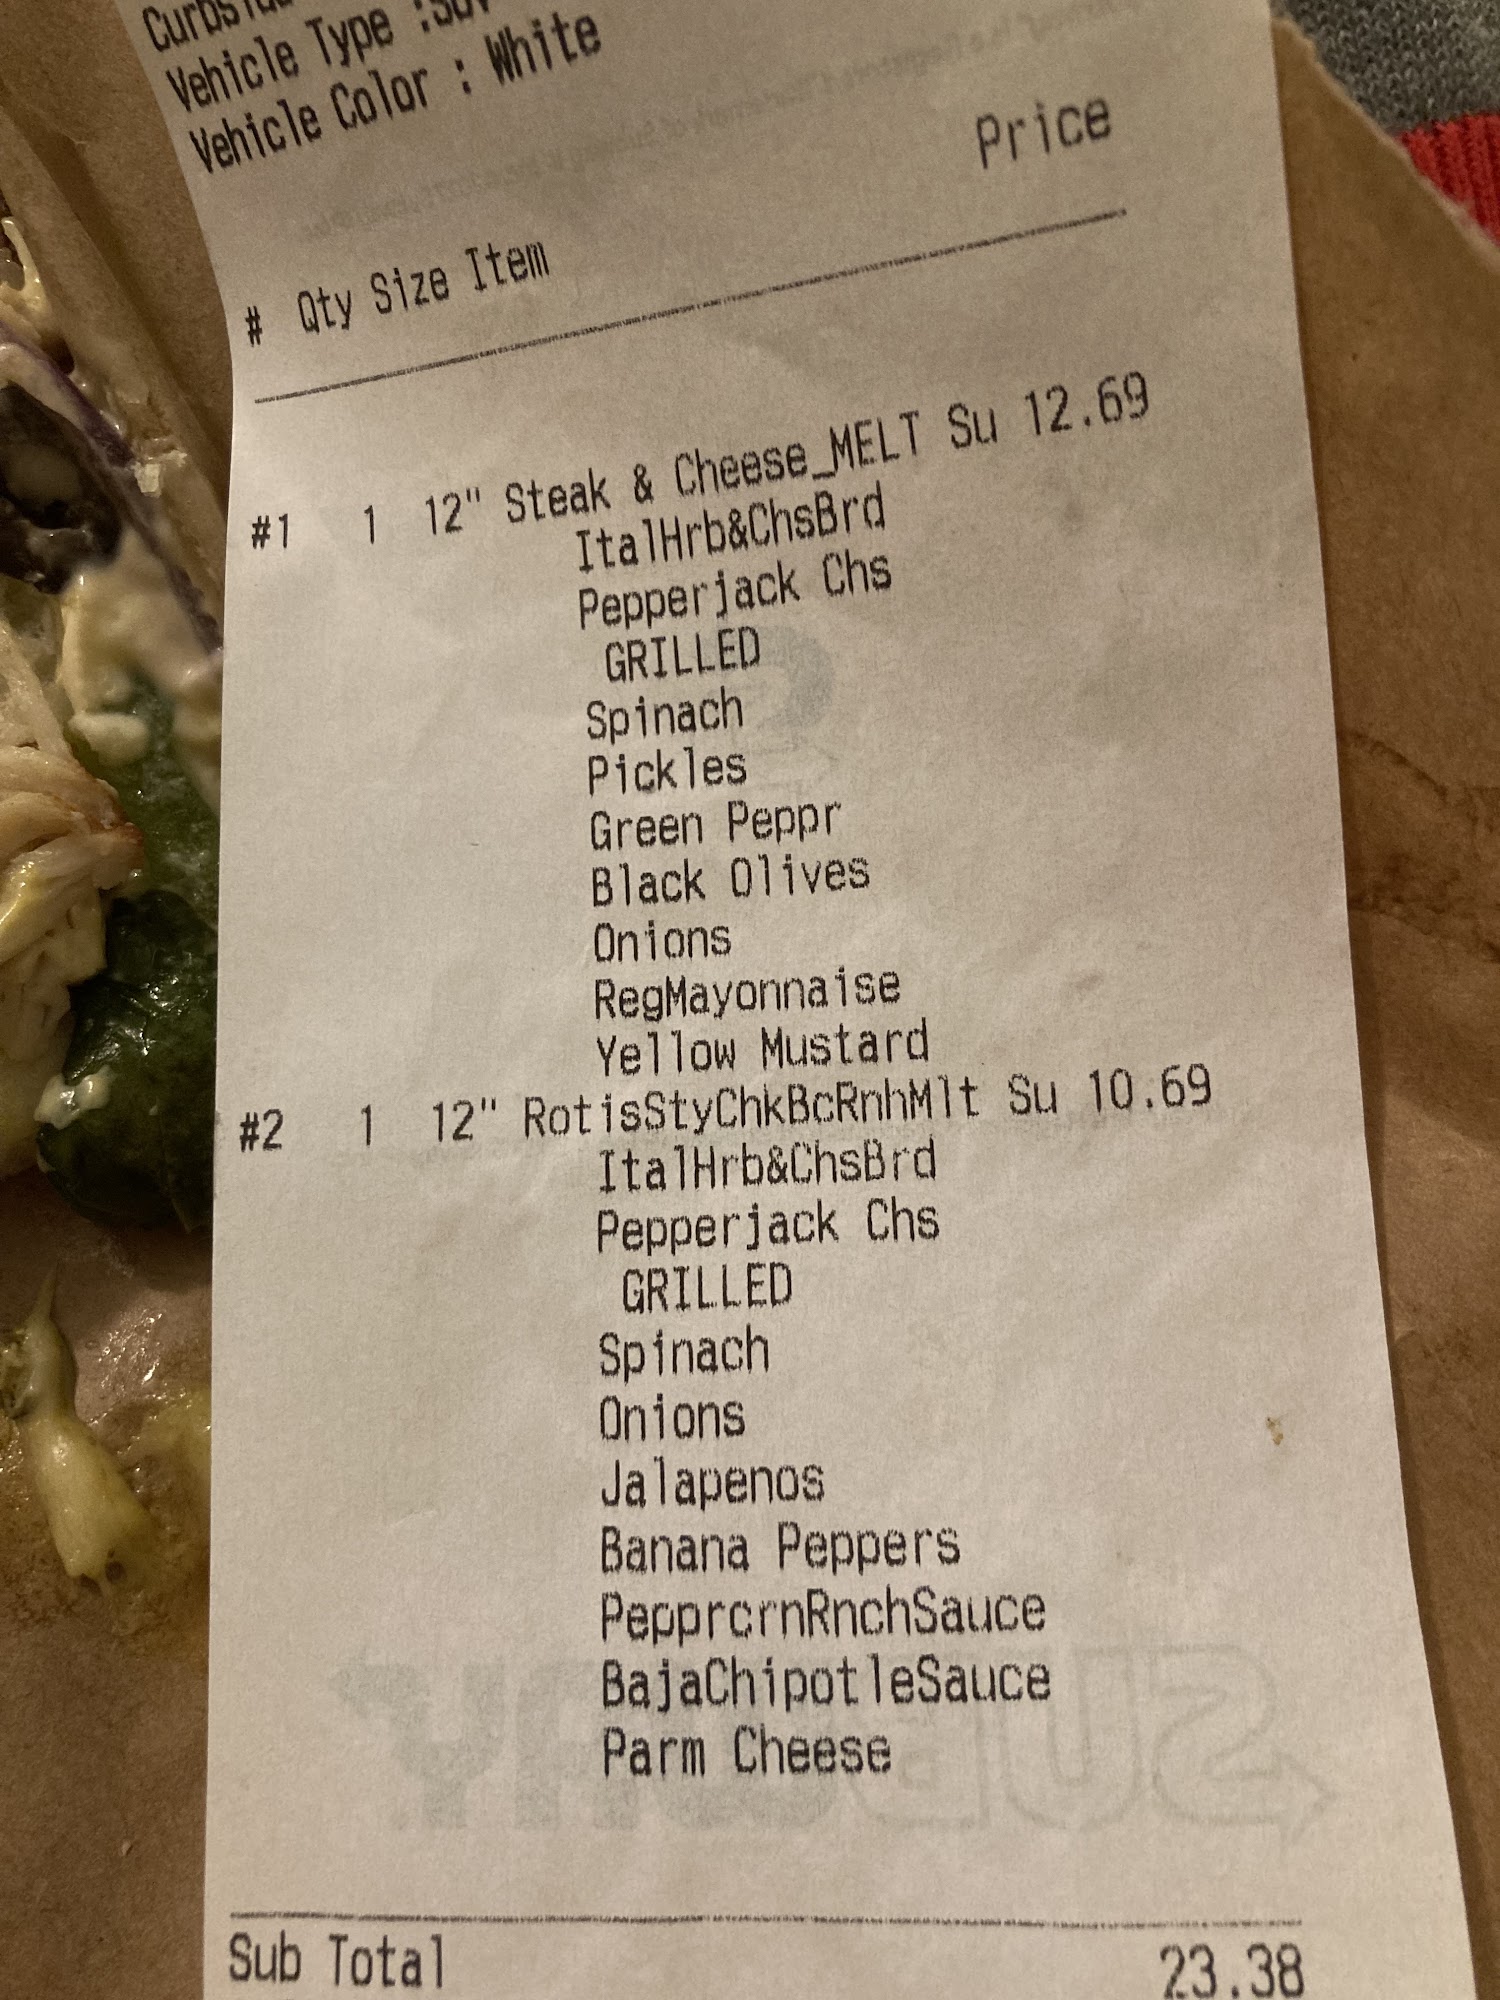 Vehicle Type :
Vehicle Color : White
# Qty Size Item Price
#1 1 12" Steak & Cheese_MELT Su 12.69
ItalHrb&ChsBrd
Pepperjack Chs
GRILLED
Spinach
Pickles
Green Peppr
Black Olives
Onions
RegMayonnaise
Yellow Mustard
#2 1 12" RotisStyChkBcRnhMlt Su 10.69
ItalHrb&ChsBrd
Pepperjack Chs
GRILLED
Spinach
Onions
Jalapenos
Banana Peppers
PepprcrnRnchSauce
BajaChipotleSauce
Parm Cheese
Sub Total 23.38